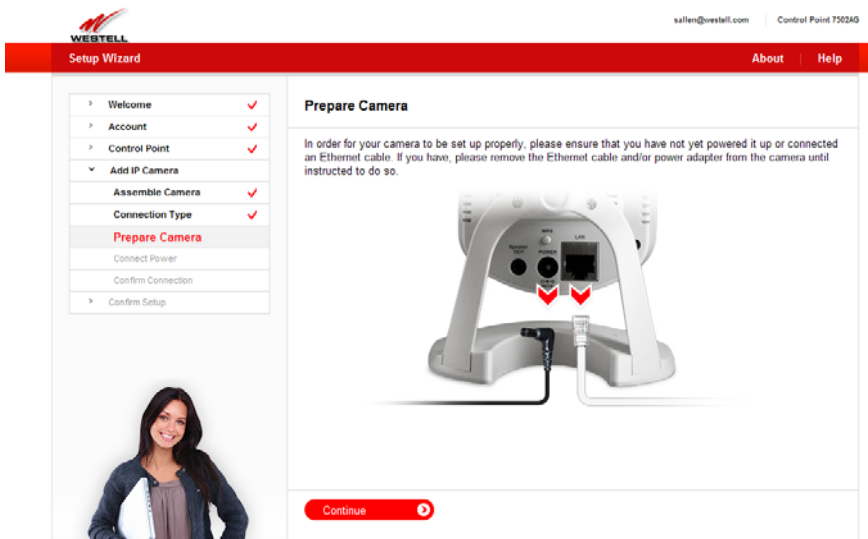 WESTELL
sallen@westell.com
Control Point 7502AG
Setup Wizard
About
Help
Welcome
Account
Control Point
Add IP Camera
Assemble Camera
Connection Type
Prepare Camera
Connect Power
Confirm Connection
Confirm Setup
Prepare Camera
In order for your camera to be set up properly, please ensure that you have not yet powered it up or connected
an Ethernet cable. If you have, please remove the Ethernet cable and/or power adapter from the camera until
instructed to do so.
WPS
Speaker
OUT
POWER
LAN
Continue